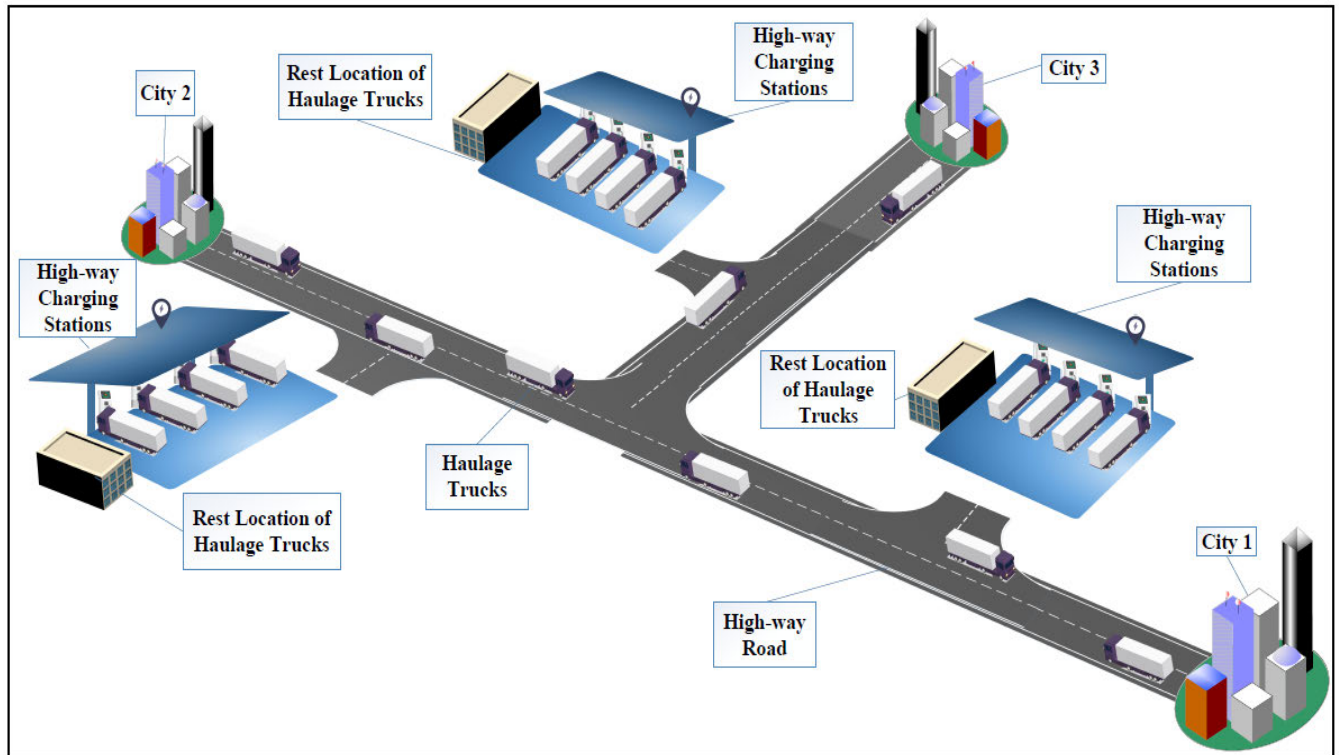 High-way
Charging
Stations
Rest Location of
Haulage Trucks
City 3
City 2
High-way
Charging
Stations
High-way
Charging
Stations
Rest Location
of Haulage
Trucks
Haulage
Trucks
Rest Location of
Haulage Trucks
City 1
High-way
Road